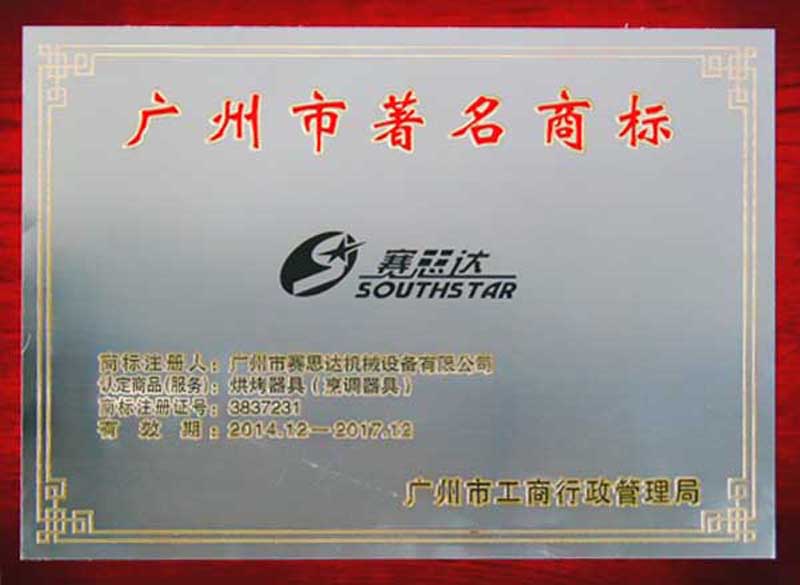 广州市著名商标
赛思达
SOUTHSTAR
商标注册人：广州市赛思达机械设备有限公司
认定商品(服务)：烘烤器具(烹调器具)
商标注册证号：3837231
有效期：2014.12—2017.12
广州市工商行政管理局